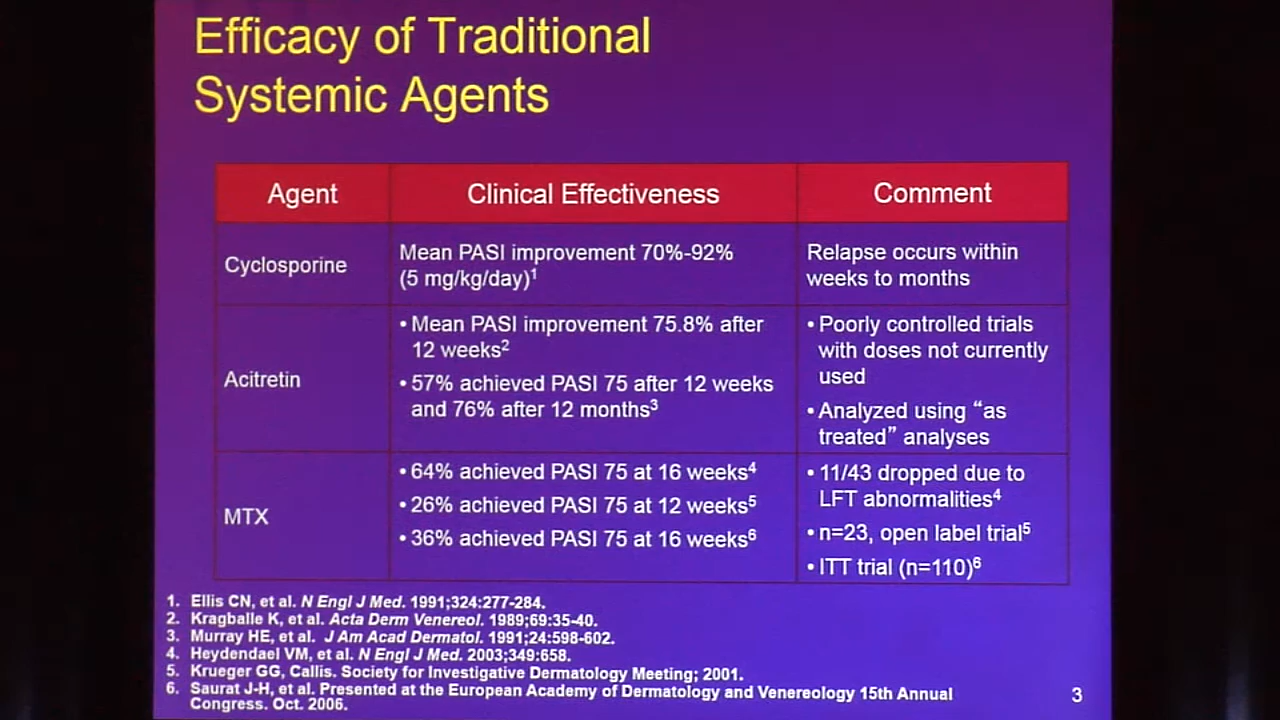 Efficacy of Traditional
Systemic Agents
Agent
Clinical Effectiveness
Comment
Cyclosporine
Mean PASI improvement 70%-92%
(5 mg/kg/day)¹
Relapse occurs within
weeks to months
Acitretin
• Mean PASI improvement 75.8% after
12 weeks²
• 57% achieved PASI 75 after 12 weeks
and 76% after 12 months³
• Poorly controlled trials
with doses not currently
used
• Analyzed using “as
treated” analyses
MTX
• 64% achieved PASI 75 at 16 weeks⁴
• 26% achieved PASI 75 at 12 weeks⁵
• 36% achieved PASI 75 at 16 weeks⁶
• 11/43 dropped due to
LFT abnormalities⁴
• n=23, open label trial⁵
• ITT trial (n=110)⁶
1. Ellis CN, et al. N Engl J Med. 1991;324:277-284.
2. Kragballe K, et al. Acta Derm Venereol. 1989;69:35-40.
3. Murray HE, et al. J Am Acad Dermatol. 1991;24:598-602.
4. Heydendael VM, et al. N Engl J Med. 2003;349:658.
5. Krueger GG, Callis. Society for Investigative Dermatology Meeting; 2001.
6. Saurat J-H, et al. Presented at the European Academy of Dermatology and Venereology 15th Annual
Congress. Oct. 2006.
3